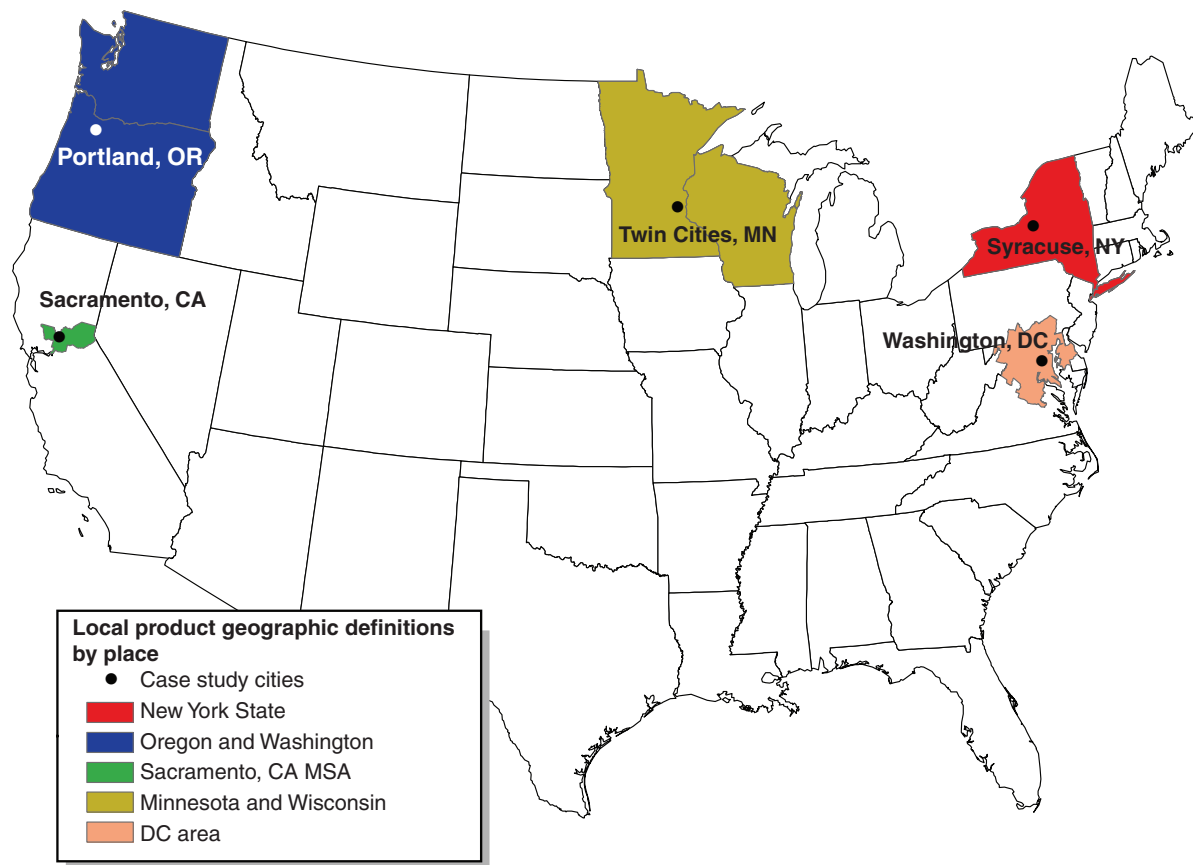 Portland, OR
Twin Cities, MN
Syracuse, NY
Sacramento, CA
Washington, DC
Local product geographic definitions
by place
Case study cities
New York State
Oregon and Washington
Sacramento, CA MSA
Minnesota and Wisconsin
DC area